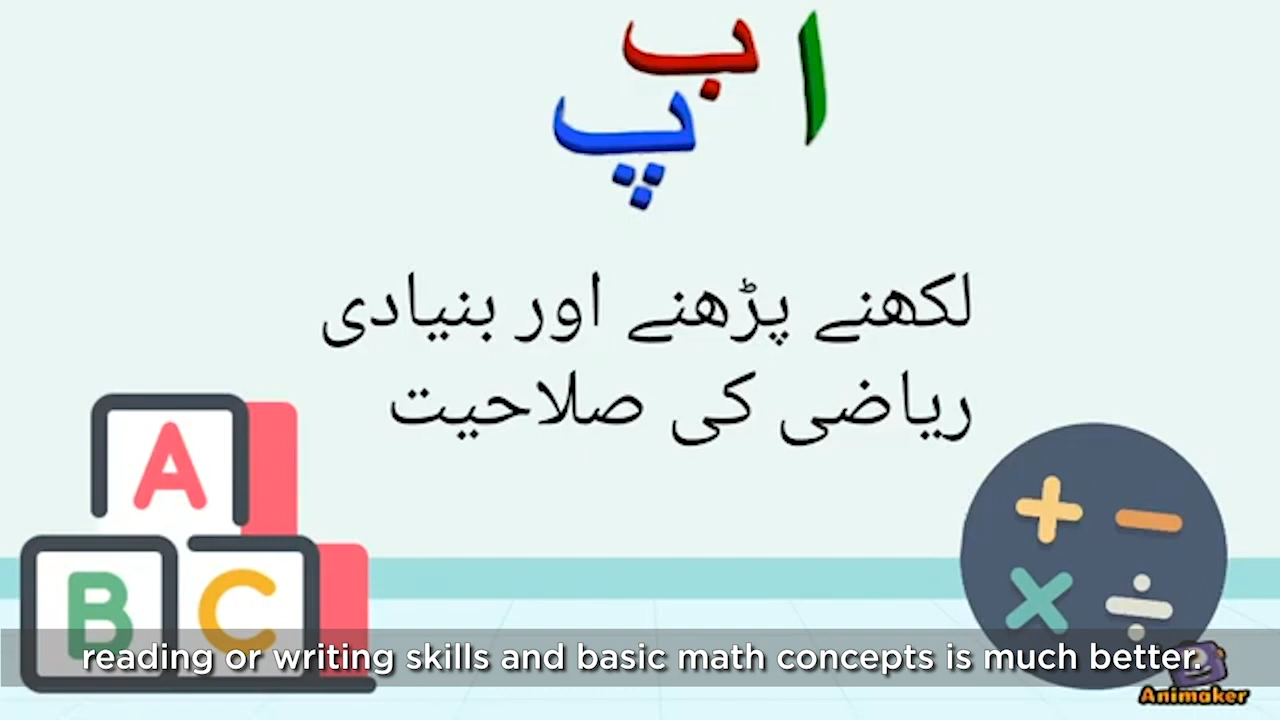 ا ب
پ
لکھنے پڑھنے اور بنیادی
ریاضی کی صلاحیت
A
B C
+ -
× ÷
reading or writing skills and basic math concepts is much better.
Animaker